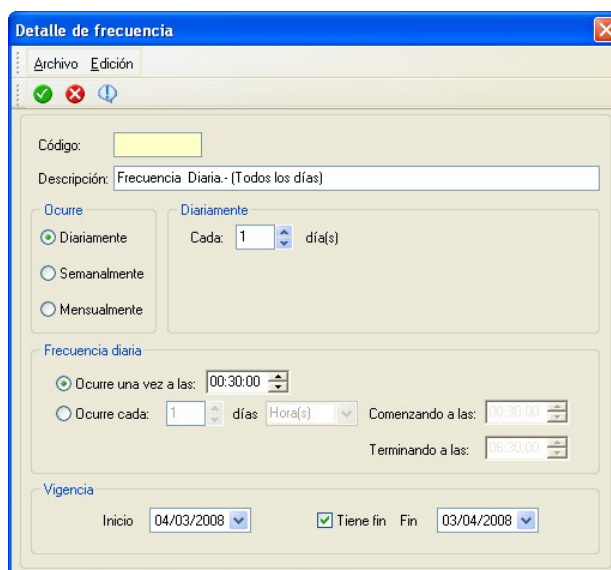 Detalle de frecuencia
Archivo Edición
Código:
Descripción: Frecuencia Diaria.- (Todos los días)
Ocurre
Diariamente
Semanalmente
Mensualmente
Diariamente
Cada: 1 día(s)
Frecuencia diaria
Ocurre una vez a las: 00:30:00
Ocurre cada: 1 días Hora(s) Comenzando a las: 00:30:00
Terminando a las: 06:30:00
Vigencia
Inicio 04/03/2008 Tiene fin Fin 03/04/2008